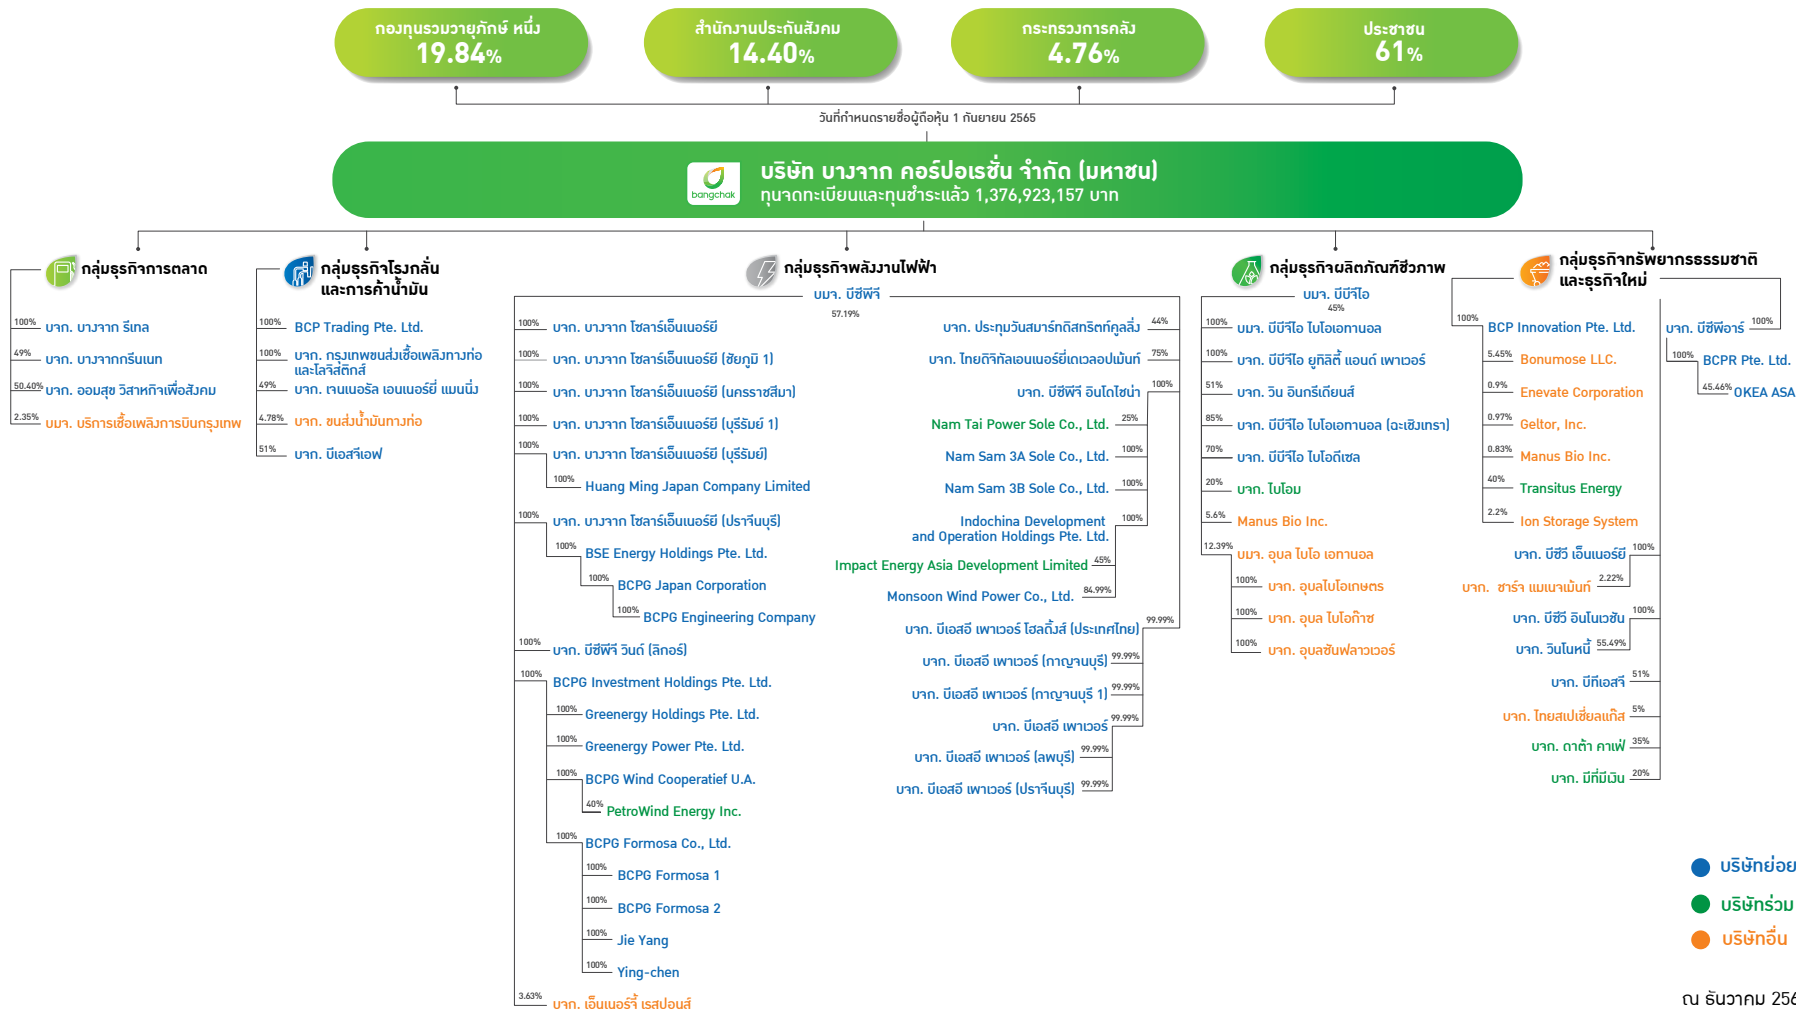 กองทุนรวมวายุภักษ์ หนึ่ง
19.84%
สำนักงานประกันสังคม
14.40%
กระทรวงการคลัง
4.76%
ประชาชน
61%
วันที่กำหนดรายชื่อผู้ถือหุ้น 1 กันยายน 2565
bangchak
บริษัท บางจาก คอร์ปอเรชั่น จำกัด (มหาชน)
ทุนจดทะเบียนและทุนชำระแล้ว 1,376,923,157 บาท
กลุ่มธุรกิจการตลาด
100% บจก. บางจาก รีเทล
49% บจก. บางจากกรีนเนท
50.40% บจก. ออมสุข วิสาหกิจเพื่อสังคม
2.35% บมจ. บริการเชื้อเพลิงการบินกรุงเทพ
กลุ่มธุรกิจโรงกลั่น
และการค้าน้ำมัน
100% BCP Trading Pte. Ltd.
100% บจก. กรุงเทพขนส่งเชื้อเพลิงทางท่อ
และโลจิสติกส์
49% บจก. เจนเนอรัล เอนเนอร์ยี่ แมนนิ่ง
4.78% บจก. ขนส่งน้ำมันทางท่อ
51% บจก. บีเอสจีเอฟ
กลุ่มธุรกิจพลังงานไฟฟ้า
บมจ. บีซีพีจี
57.19%
100% บจก. บางจาก โซลาร์เอ็นเนอร์ยี
100% บจก. บางจาก โซลาร์เอ็นเนอร์ยี (ชัยภูมิ 1)
100% บจก. บางจาก โซลาร์เอ็นเนอร์ยี (นครราชสีมา)
100% บจก. บางจาก โซลาร์เอ็นเนอร์ยี (บุรีรัมย์ 1)
100% บจก. บางจาก โซลาร์เอ็นเนอร์ยี (บุรีรัมย์)
100% Huang Ming Japan Company Limited
100% บจก. บางจาก โซลาร์เอ็นเนอร์ยี (ปราจีนบุรี)
100% BSE Energy Holdings Pte. Ltd.
100% BCPG Japan Corporation
100% BCPG Engineering Company
100% บจก. บีซีพีจี วินด์ (ลิกอร์)
100% BCPG Investment Holdings Pte. Ltd.
100% Greenergy Holdings Pte. Ltd.
100% Greenergy Power Pte. Ltd.
100% BCPG Wind Cooperatief U.A.
40% PetroWind Energy Inc.
100% BCPG Formosa Co., Ltd.
100% BCPG Formosa 1
100% BCPG Formosa 2
100% Jie Yang
100% Ying-chen
3.63% บจก. เอ็นเนอร์จี้ เรสปอนส์
บจก. ประทุมวันสมาร์ทดิสทริตท์คูลลิ่ง 44%
บจก. ไทยดิจิทัลเอนเนอร์ยี่เดเวลอปเม้นท์ 75%
บจก. บีซีพีจี อินโดไชน่า 100%
Nam Tai Power Sole Co., Ltd. 25%
Nam Sam 3A Sole Co., Ltd. 100%
Nam Sam 3B Sole Co., Ltd. 100%
Indochina Development
and Operation Holdings Pte. Ltd. 100%
Impact Energy Asia Development Limited 45%
Monsoon Wind Power Co., Ltd. 84.99%
บจก. บีเอสอี เพาเวอร์ โฮลดิ้งส์ (ประเทศไทย) 99.99%
บจก. บีเอสอี เพาเวอร์ (กาญจนบุรี) 99.99%
บจก. บีเอสอี เพาเวอร์ (กาญจนบุรี 1) 99.99%
บจก. บีเอสอี เพาเวอร์ 99.99%
บจก. บีเอสอี เพาเวอร์ (ลพบุรี) 99.99%
บจก. บีเอสอี เพาเวอร์ (ปราจีนบุรี) 99.99%
กลุ่มธุรกิจผลิตภัณฑ์ชีวภาพ
บมจ. บีบีจีไอ
45%
100% บมจ. บีบีจีไอ ไบโอเอทานอล
100% บจก. บีบีจีไอ ยูทิลิตี้ แอนด์ เพาเวอร์
51% บจก. วิน อินกรีเดียนส์
85% บจก. บีบีจีไอ ไบโอเอทานอล (ฉะเชิงเทรา)
70% บจก. บีบีจีไอ ไบโอดีเซล
20% บจก. ไบโอม
5.6% Manus Bio Inc.
12.39% บมจ. อุบล ไบโอ เอทานอล
100% บจก. อุบลไบโอเกษตร
100% บจก. อุบล ไบโอก๊าซ
100% บจก. อุบลซันฟลาวเวอร์
กลุ่มธุรกิจทรัพยากรธรรมชาติ
และธุรกิจใหม่
100% BCP Innovation Pte. Ltd.
5.45% Bonumose LLC.
0.9% Enevate Corporation
0.97% Geltor, Inc.
0.83% Manus Bio Inc.
40% Transitus Energy
2.2% Ion Storage System
บจก. บีซีพีอาร์ 100%
100% BCPR Pte. Ltd.
45.46% OKEA ASA
บจก. บีซีวี เอ็นเนอร์ยี 100%
บจก. ชาร์จ แมเนจเม้นท์ 2.22%
บจก. บีซีวี อินโนเวชัน 100%
บจก. วินโนหนี้ 55.49%
บจก. บีทีเอสจี 51%
บจก. ไทยสเปเชี่ยลแก๊ส 5%
บจก. ดาต้า คาเฟ่ 35%
บจก. มีที่มีเงิน 20%
บริษัทย่อย
บริษัทร่วม
บริษัทอื่น
ณ ธันวาคม 256